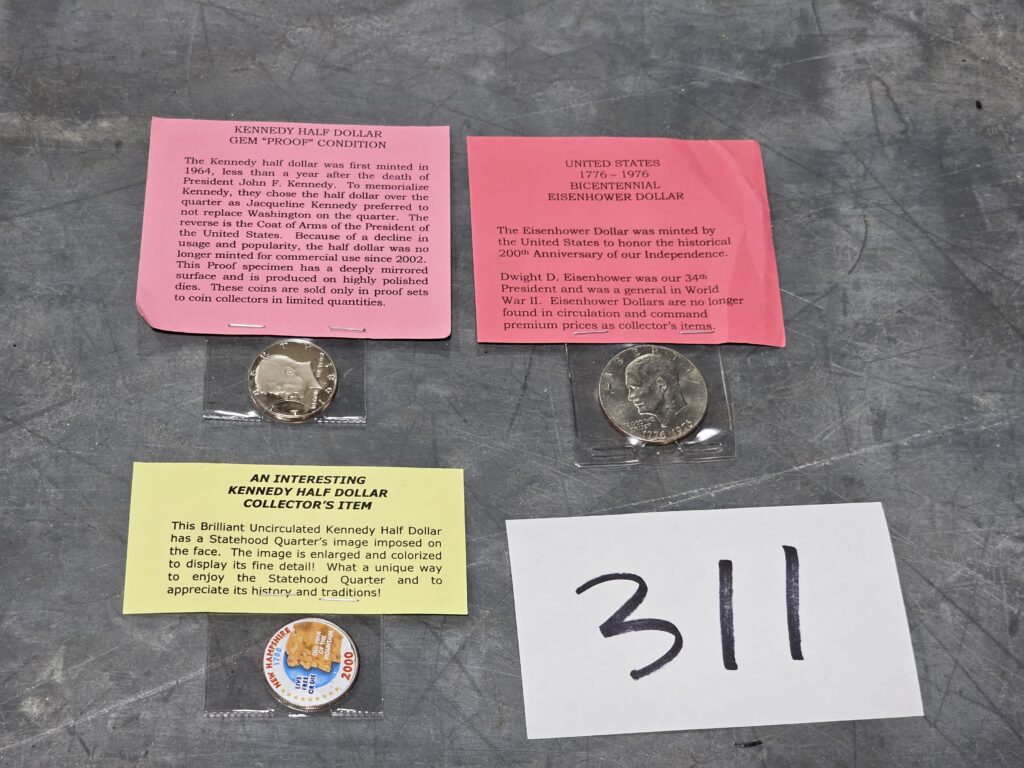 KENNEDY HALF DOLLAR
GEM "PROOF" CONDITION
The Kennedy half dollar was first minted in
1964, less than a year after the death of
President John F. Kennedy. To memorialize
Kennedy, they chose the half dollar over the
quarter as Jacqueline Kennedy preferred to
not replace Washington on the quarter. The
reverse is the Coat of Arms of the President of
the United States. Because of a decline in
usage and popularity, the half dollar was no
longer minted for commercial use since 2002.
This Proof specimen has a deeply mirrored
surface and is produced on highly polished
dies. These coins are sold only in proof sets
to coin collectors in limited quantities.
UNITED STATES
1776 – 1976
BICENTENNIAL
EISENHOWER DOLLAR
The Eisenhower Dollar was minted by
the United States to honor the historical
200th Anniversary of our Independence.
Dwight D. Eisenhower was our 34th
President and was a general in World
War II. Eisenhower Dollars are no longer
found in circulation and command
premium prices as collector's items.
LIBERTY
1776-1976
AN INTERESTING
KENNEDY HALF DOLLAR
COLLECTOR'S ITEM
This Brilliant Uncirculated Kennedy Half Dollar
has a Statehood Quarter's image imposed on
the face. The image is enlarged and colorized
to display its fine detail! What a unique way
to enjoy the Statehood Quarter and to
appreciate its history and traditions!
NEW HAMPSHIRE
1788
OLD MAN
OF THE
MOUNTAIN
LIVE
FREE
OR DIE
2000
311